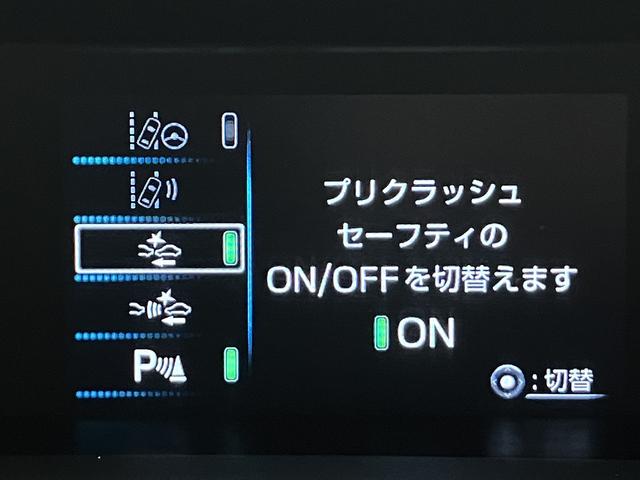 プリクラッシュ
セーフティの
ON/OFFを切替えます
ON
P
:切替